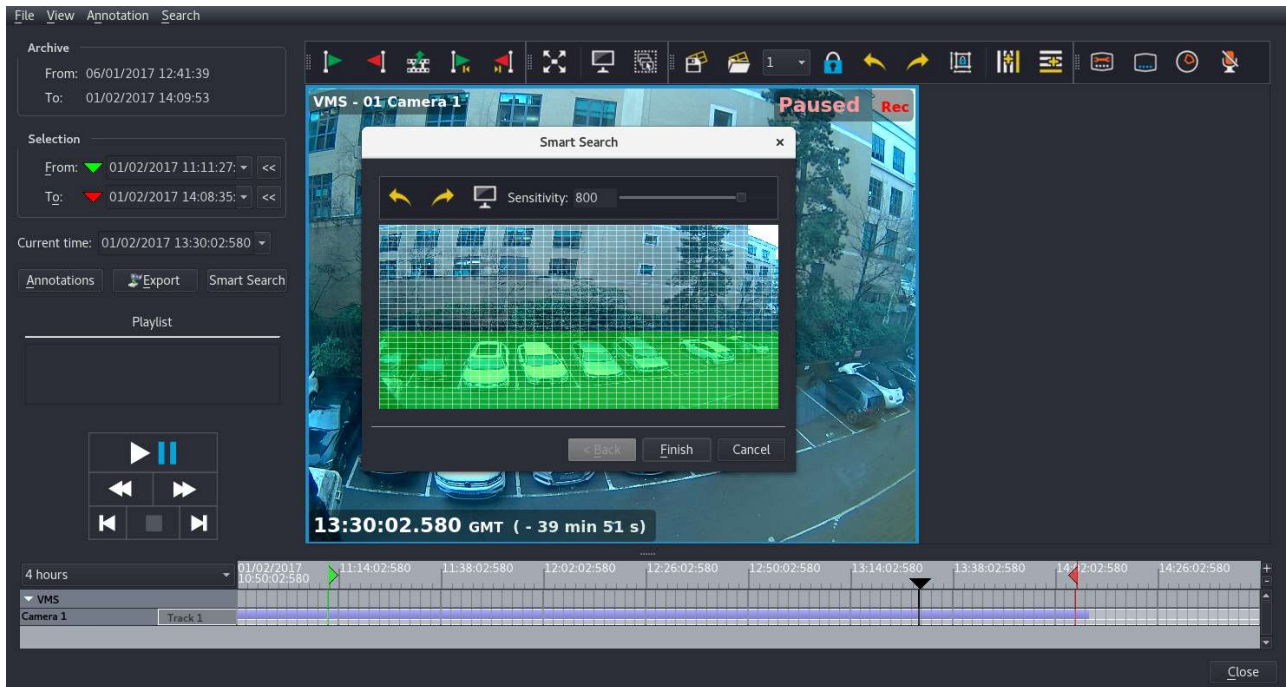 File View Annotation Search
Archive
From: 06/01/2017 12:41:39
To: 01/02/2017 14:09:53
Selection
From: 01/02/2017 11:11:27: <<
To: 01/02/2017 14:08:35: <<
Current time: 01/02/2017 13:30:02:580
Annotations Export Smart Search
Playlist
1
VMS - 01 Camera 1 Paused Rec
Smart Search x
Sensitivity: 800
< Back Finish Cancel
13:30:02.580 GMT ( - 39 min 51 s)
4 hours
01/02/2017
10:50:02:580 11:14:02:580 11:38:02:580 12:02:02:580 12:26:02:580 12:50:02:580 13:14:02:580 13:38:02:580 14:02:02:580 14:26:02:580
VMS
Camera 1 Track 1
Close